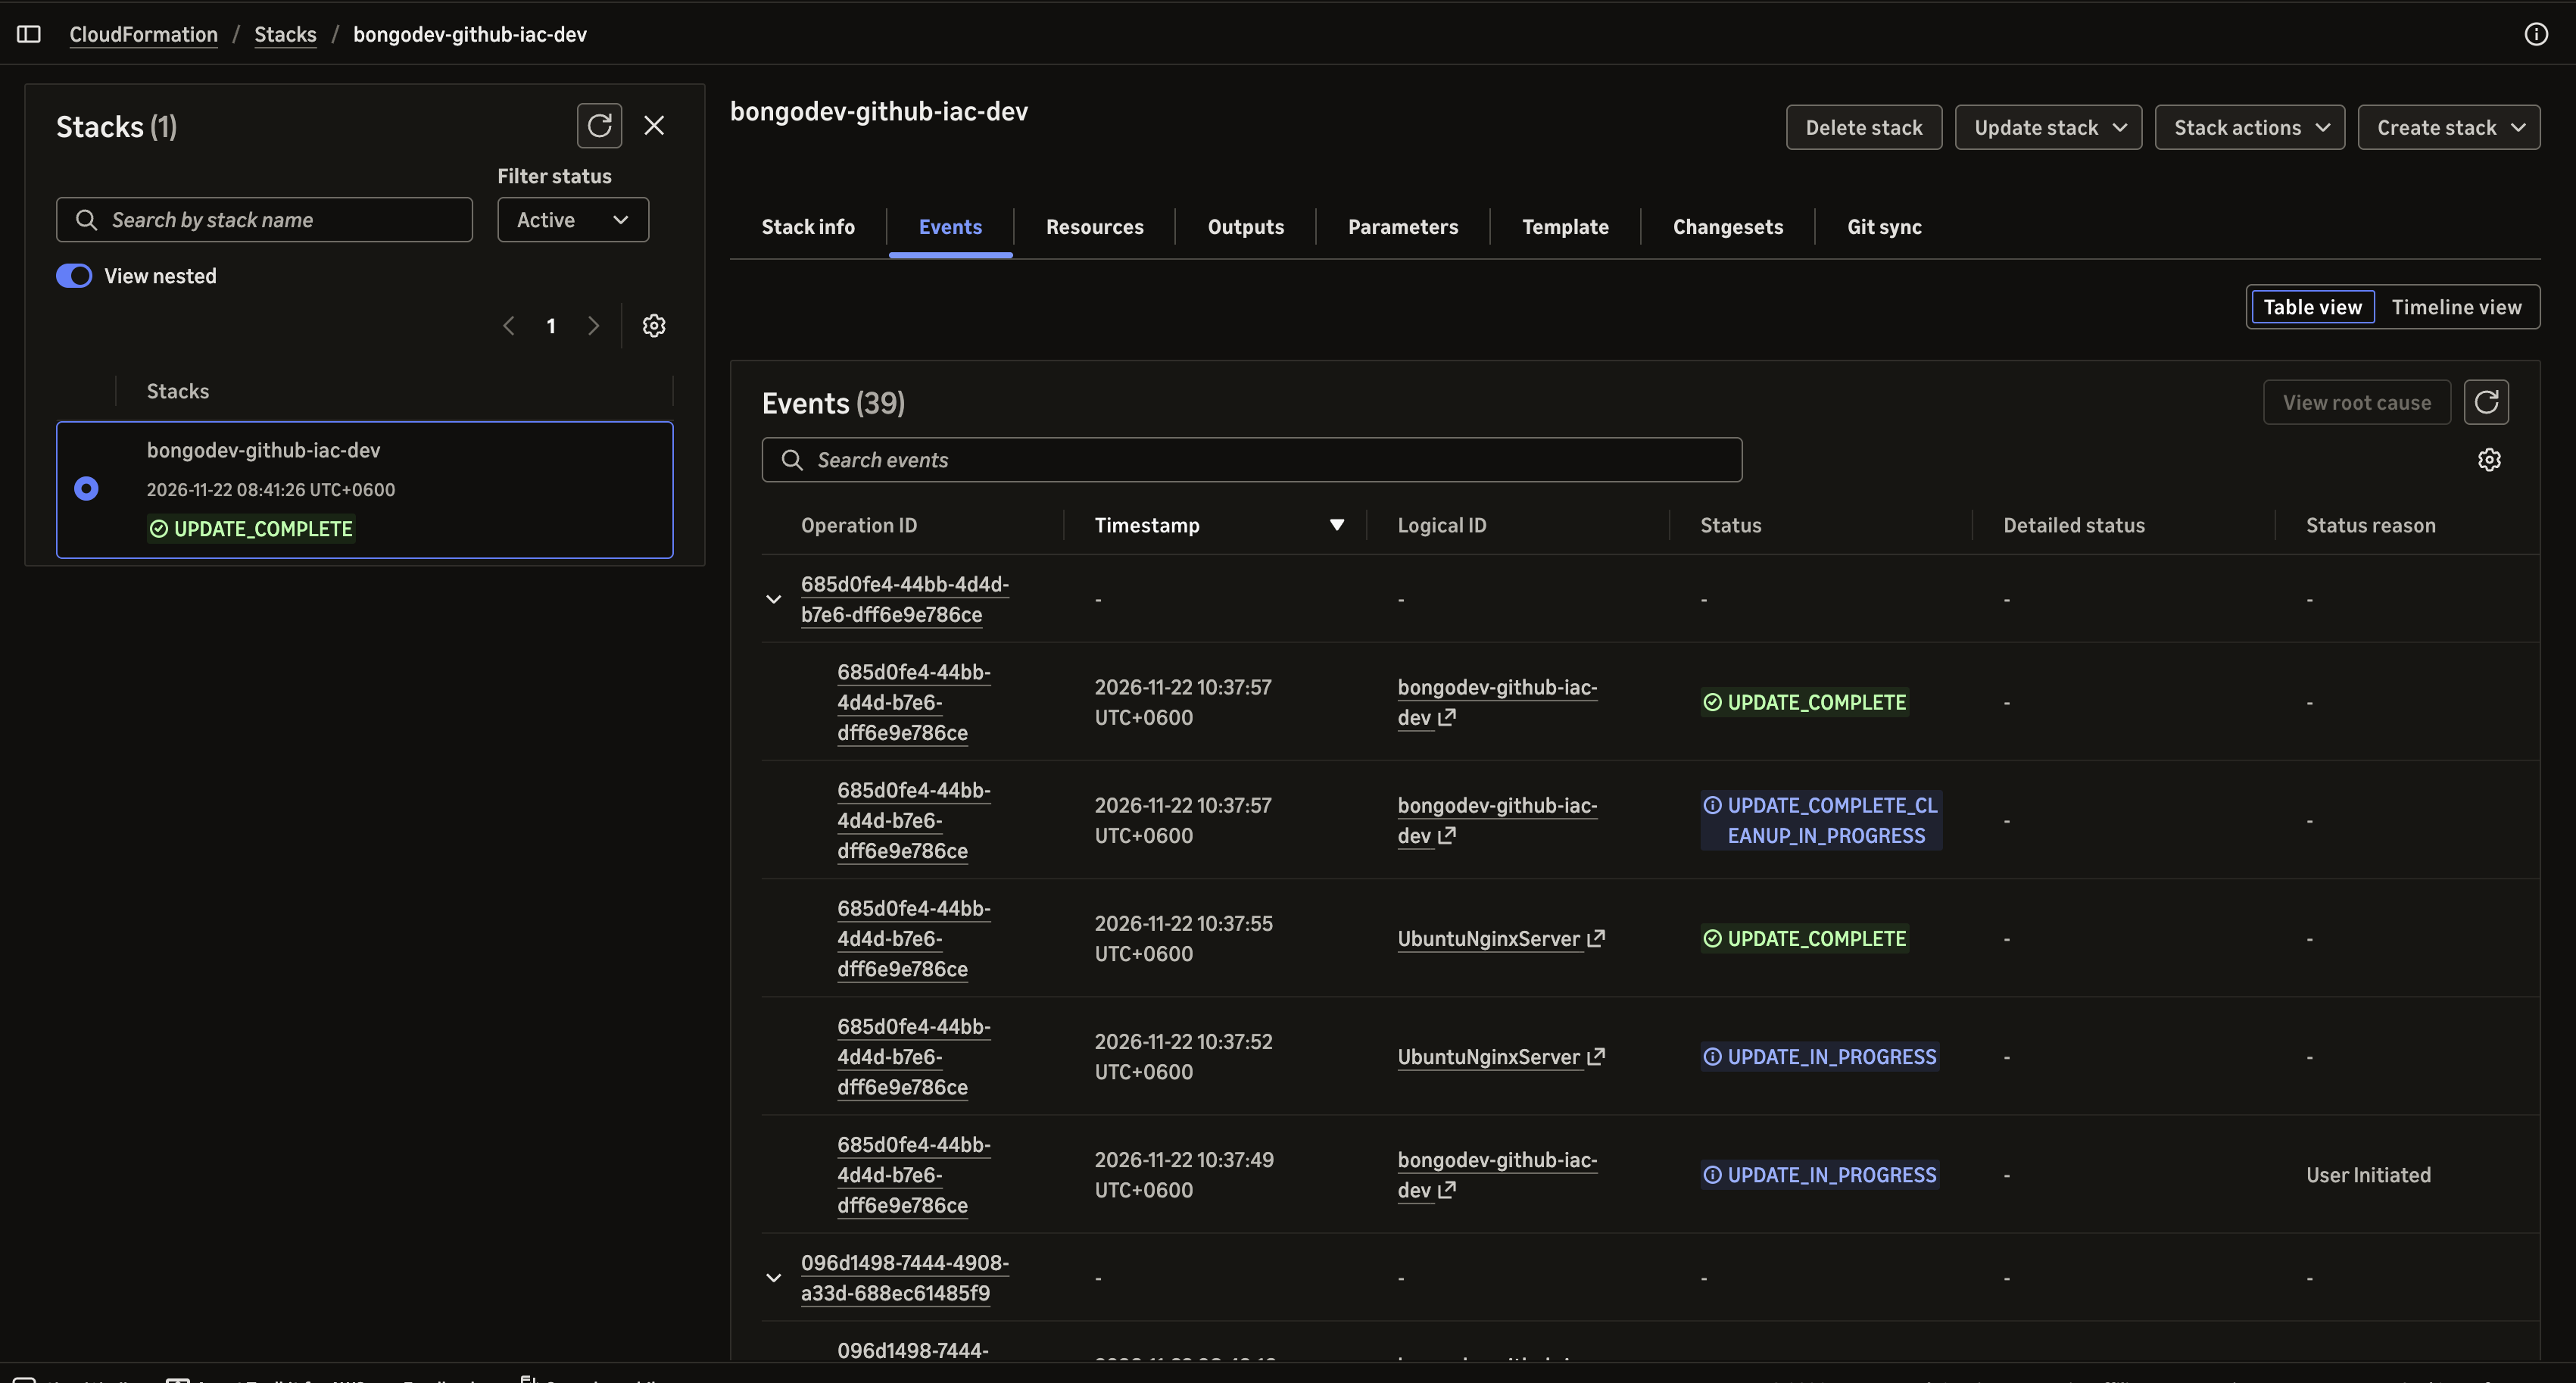 CloudFormation / Stacks / bongodev-github-iac-dev
Stacks (1)
Filter status
Search by stack name
Active
View nested
1
Stacks
bongodev-github-iac-dev
2026-11-22 08:41:26 UTC+0600
UPDATE_COMPLETE
bongodev-github-iac-dev
Delete stack
Update stack
Stack actions
Create stack
Stack info
Events
Resources
Outputs
Parameters
Template
Changesets
Git sync
Table view
Timeline view
Events (39)
View root cause
Search events
Operation ID
Timestamp
Logical ID
Status
Detailed status
Status reason
685d0fe4-44bb-4d4d-
b7e6-dff6e9e786ce
-
-
-
-
-
685d0fe4-44bb-
4d4d-b7e6-
dff6e9e786ce
2026-11-22 10:37:57
UTC+0600
bongodev-github-iac-
dev
UPDATE_COMPLETE
-
-
685d0fe4-44bb-
4d4d-b7e6-
dff6e9e786ce
2026-11-22 10:37:57
UTC+0600
bongodev-github-iac-
dev
UPDATE_COMPLETE_CL
EANUP_IN_PROGRESS
-
-
685d0fe4-44bb-
4d4d-b7e6-
dff6e9e786ce
2026-11-22 10:37:55
UTC+0600
UbuntuNginxServer
UPDATE_COMPLETE
-
-
685d0fe4-44bb-
4d4d-b7e6-
dff6e9e786ce
2026-11-22 10:37:52
UTC+0600
UbuntuNginxServer
UPDATE_IN_PROGRESS
-
-
685d0fe4-44bb-
4d4d-b7e6-
dff6e9e786ce
2026-11-22 10:37:49
UTC+0600
bongodev-github-iac-
dev
UPDATE_IN_PROGRESS
-
User Initiated
096d1498-7444-4908-
a33d-688ec61485f9
-
-
-
-
-
096d1498-7444-